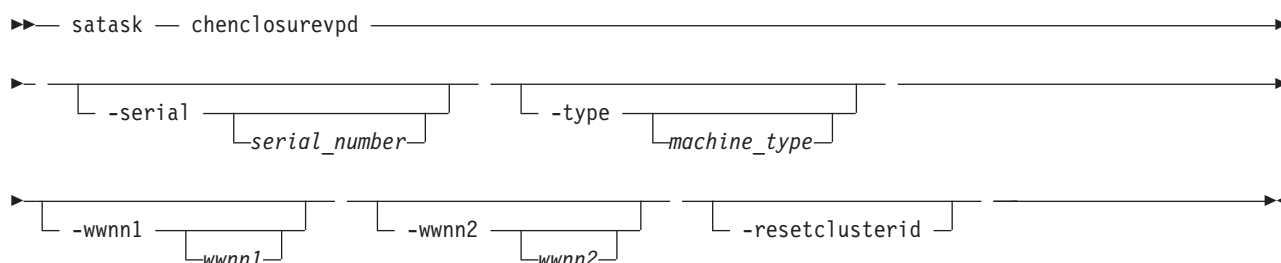 satask chenclosurevpd
-serial -type
serial_number machine_type
-wwnn1 -wwnn2 -resetclusterid
wwnn1 wwnn2